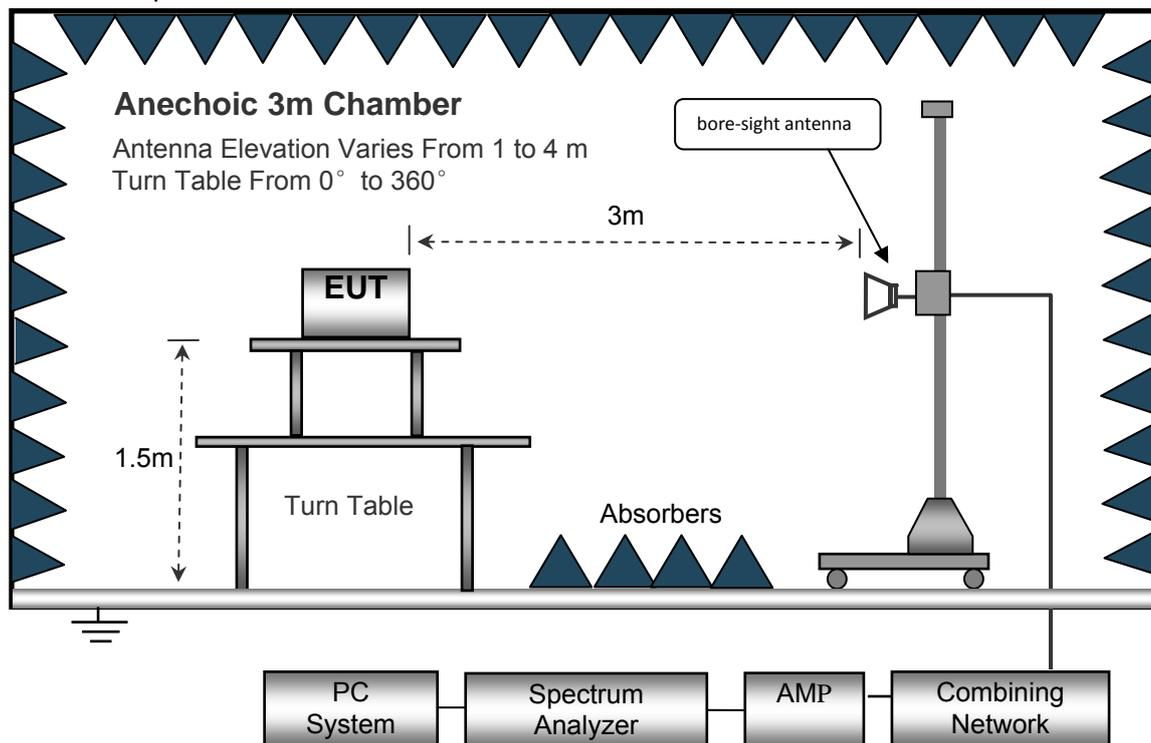 Anechoic 3m Chamber
Antenna Elevation Varies From 1 to 4 m
Turn Table From 0° to 360°
bore-sight antenna
3m
EUT
1.5m
Turn Table
Absorbers
PC
System
Spectrum
Analyzer
AMP
Combining
Network